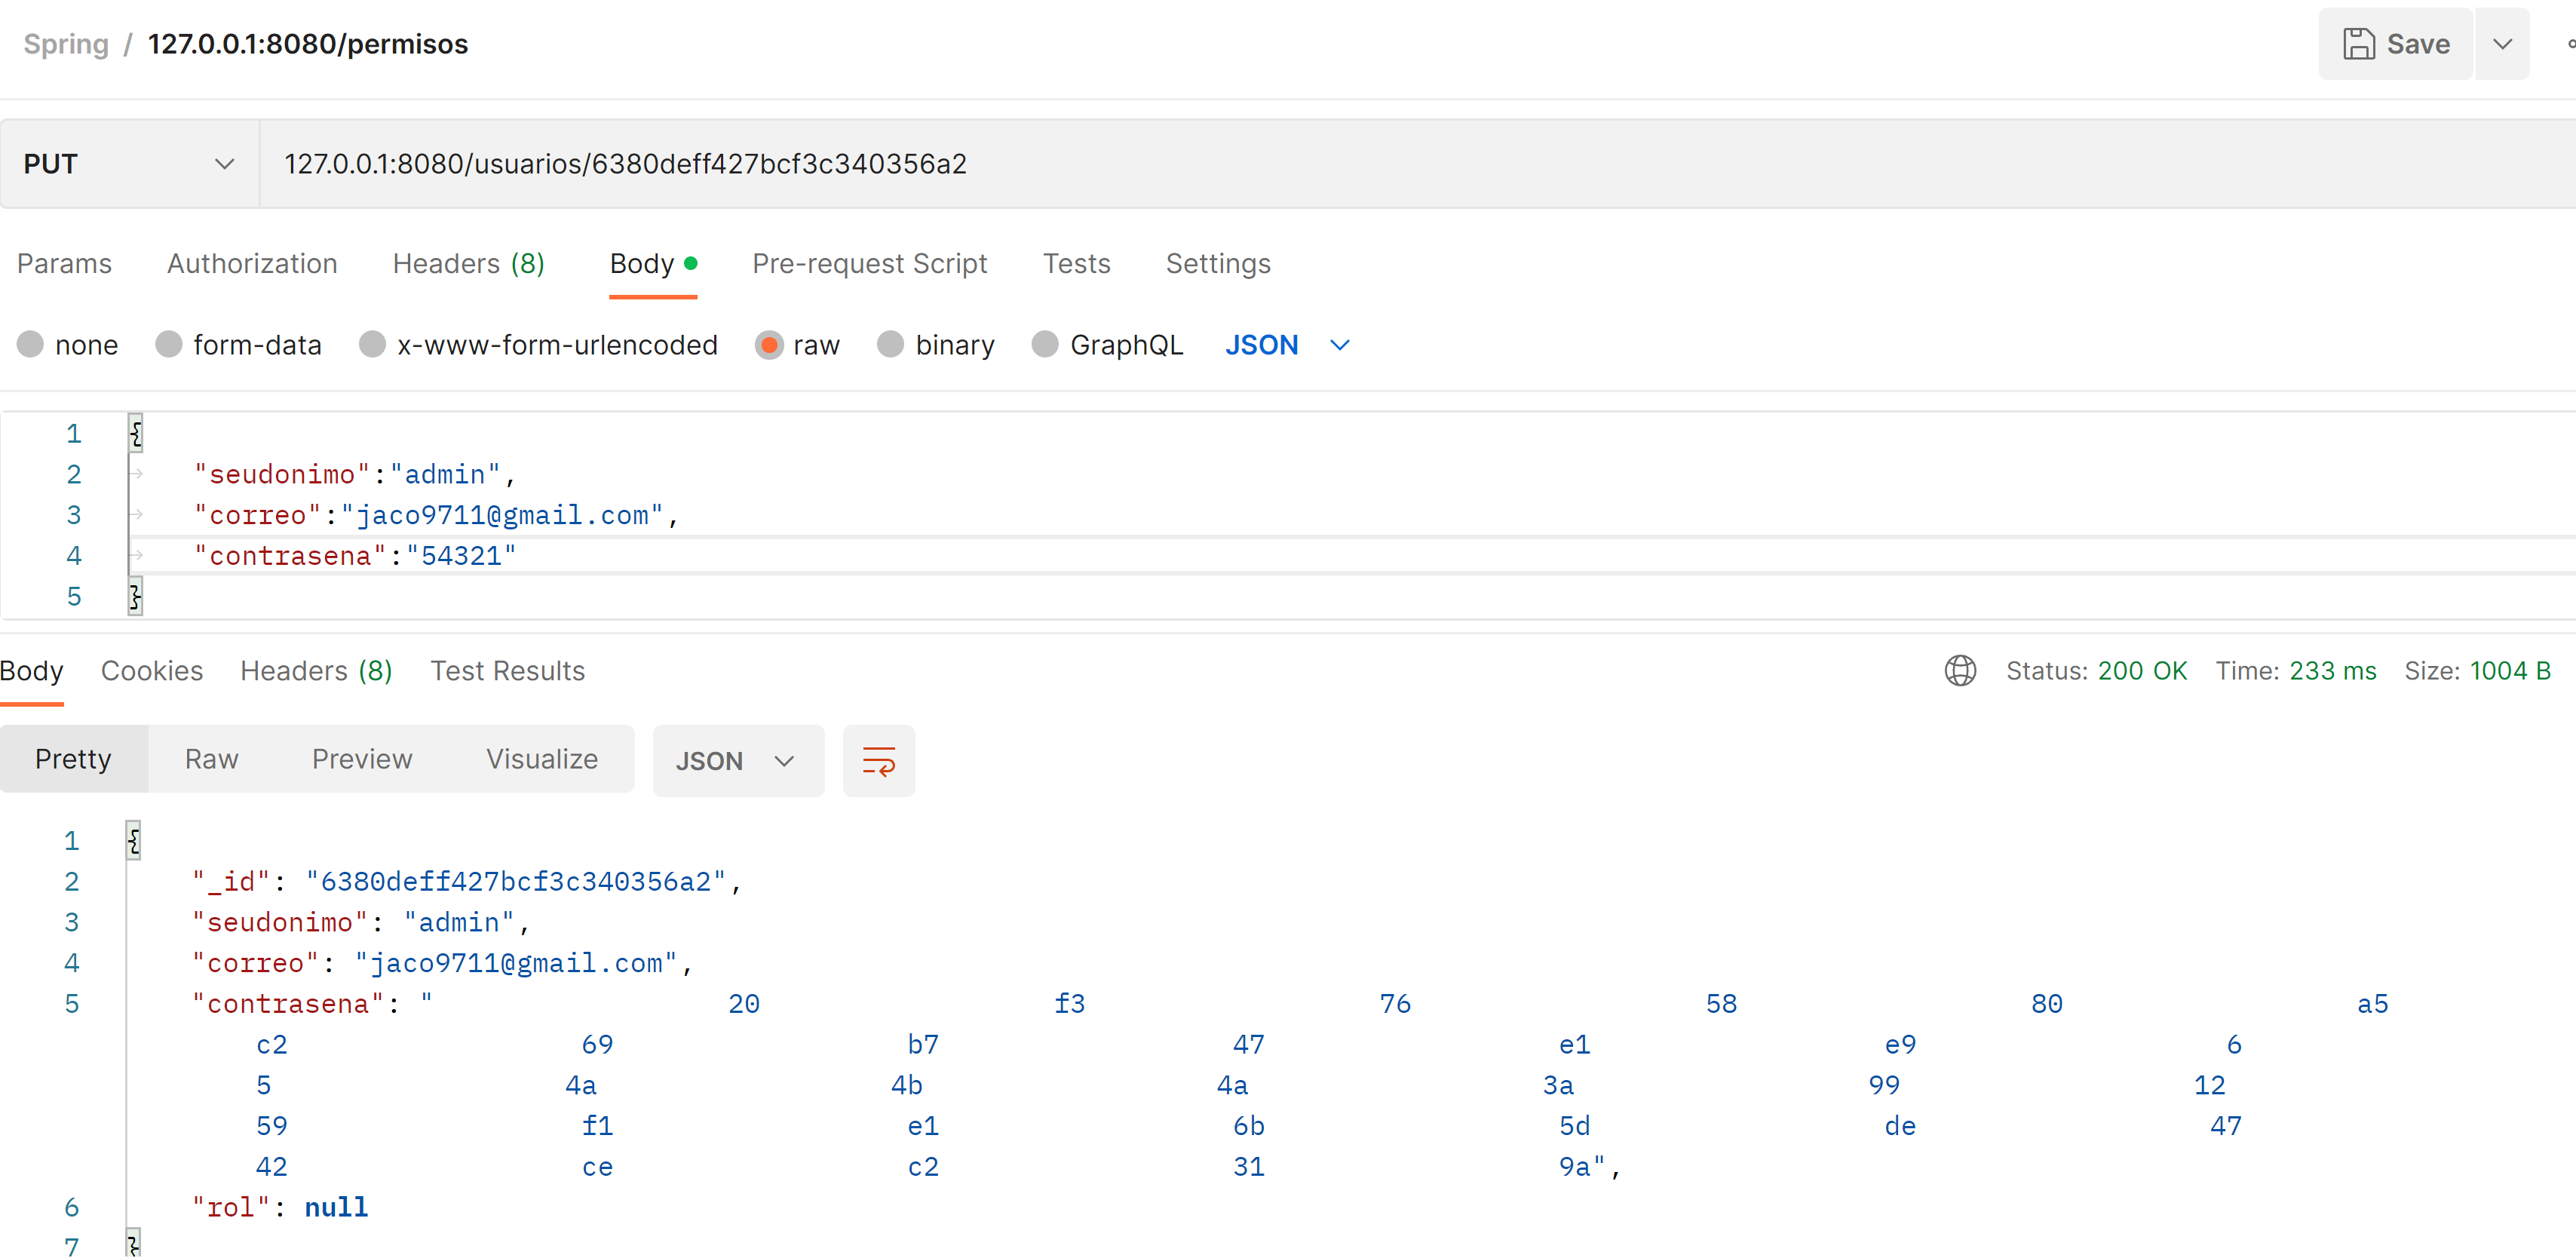 Spring / 127.0.0.1:8080/permisos
Save
PUT
127.0.0.1:8080/usuarios/6380deff427bcf3c340356a2
Params Authorization Headers (8) Body Pre-request Script Tests Settings
none form-data x-www-form-urlencoded raw binary GraphQL JSON
1 {
2 "seudonimo":"admin",
3 "correo":"jaco9711@gmail.com",
4 "contrasena":"54321"
5 }
Body Cookies Headers (8) Test Results
Status: 200 OK Time: 233 ms Size: 1004 B
Pretty Raw Preview Visualize JSON
1 {
2 "_id": "6380deff427bcf3c340356a2",
3 "seudonimo": "admin",
4 "correo": "jaco9711@gmail.com",
5 "contrasena": " 20 f3 76 58 80 a5
c2 69 b7 47 e1 e9 6
5 4a 4b 4a 3a 99 12
59 f1 e1 6b 5d de 47
42 ce c2 31 9a",
6 "rol": null
7 }